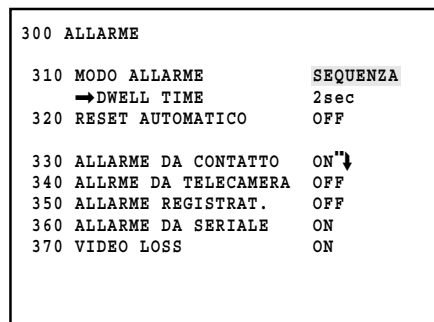 300 ALLARME
310 MODO ALLARME SEQUENZA
➞DWELL TIME 2sec
320 RESET AUTOMATICO OFF
330 ALLARME DA CONTATTO ON
340 ALLRME DA TELECAMERA OFF
350 ALLARME REGISTRAT. OFF
360 ALLARME DA SERIALE ON
370 VIDEO LOSS ON